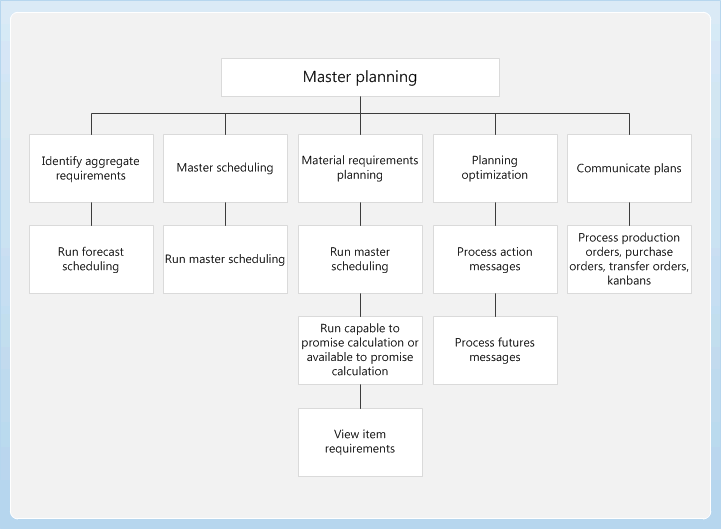 Master planning
Identify aggregate
requirements
Master scheduling
Material requirements
planning
Planning
optimization
Communicate plans
Run forecast
scheduling
Run master scheduling
Run master
scheduling
Process action
messages
Process production
orders, purchase
orders, transfer orders,
kanbans
Run capable to
promise calculation or
available to promise
calculation
Process futures
messages
View item
requirements